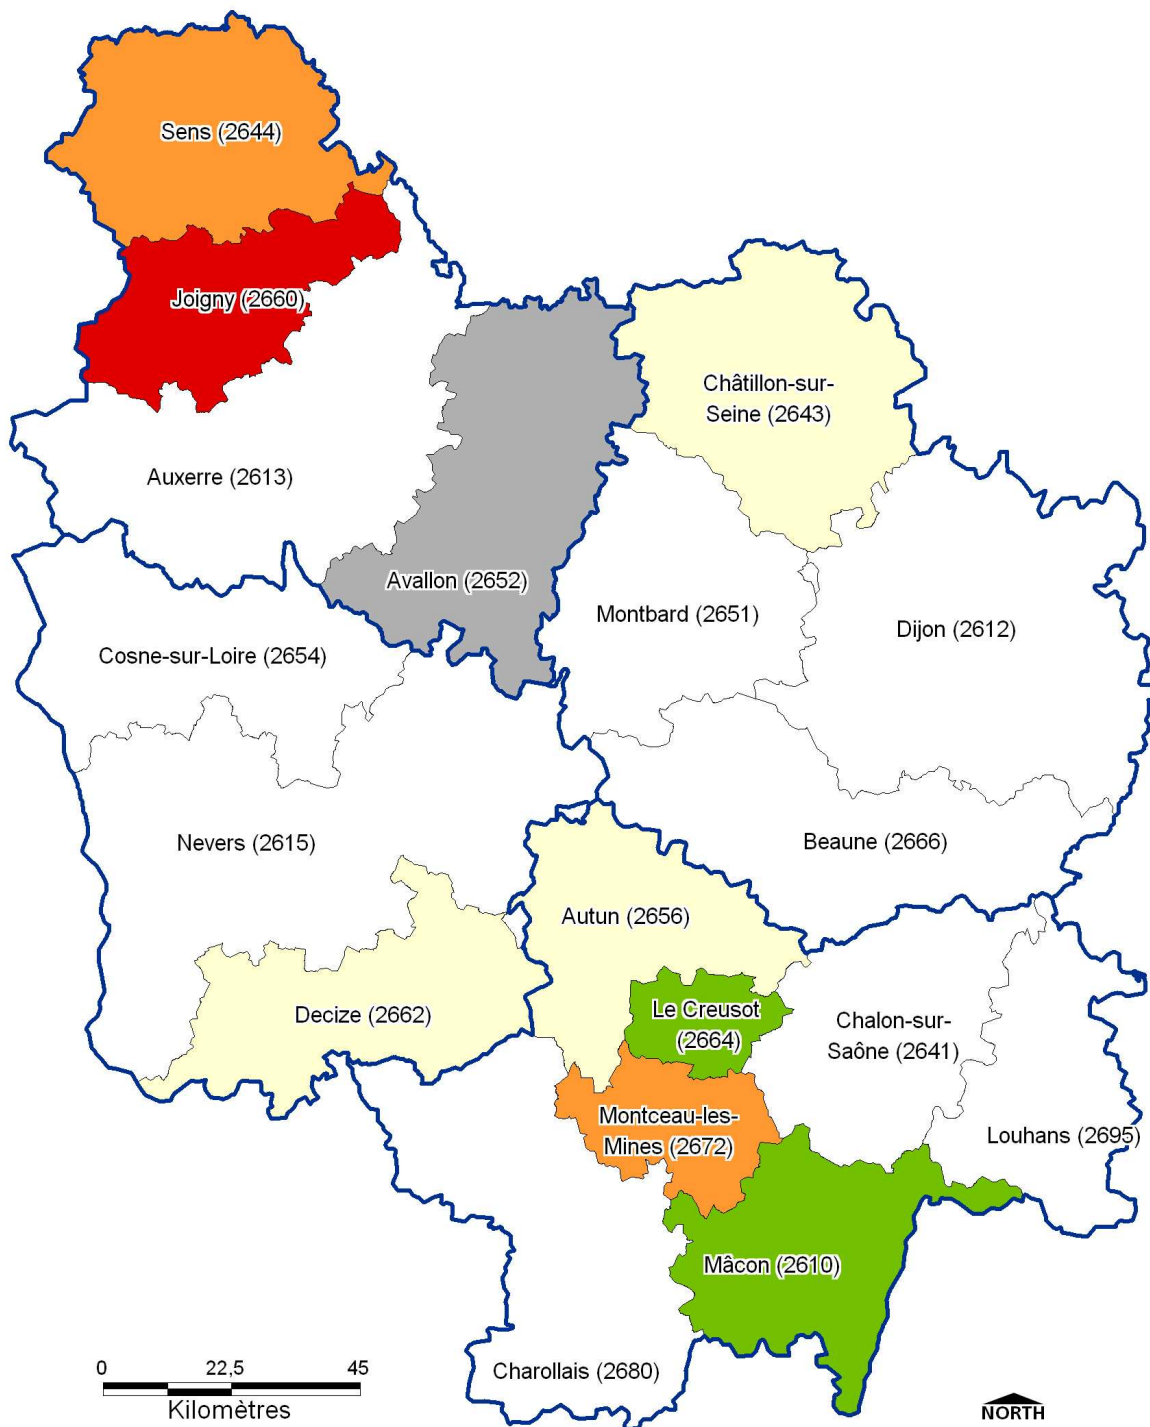 Sens (2644)
Joigny (2660)
Châtillon-sur-
Seine (2643)
Auxerre (2613)
Avallon (2652)
Montbard (2651)
Dijon (2612)
Cosne-sur-Loire (2654)
Nevers (2615)
Beaune (2666)
Autun (2656)
Decize (2662)
Le Creusot
(2664)
Chalon-sur-
Saône (2641)
Montceau-les-
Mines (2672)
Louhans (2695)
Mâcon (2610)
Charollais (2680)
0 22,5 45
Kilomètres
NORTH